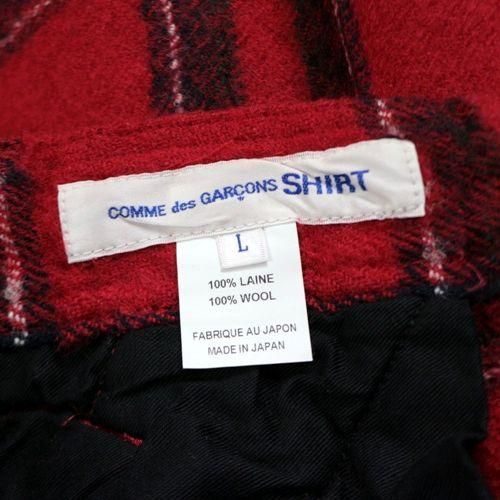 COMME des GARÇONS SHIRT
L
100% LAINE
100% WOOL
FABRIQUE AU JAPON
MADE IN JAPAN